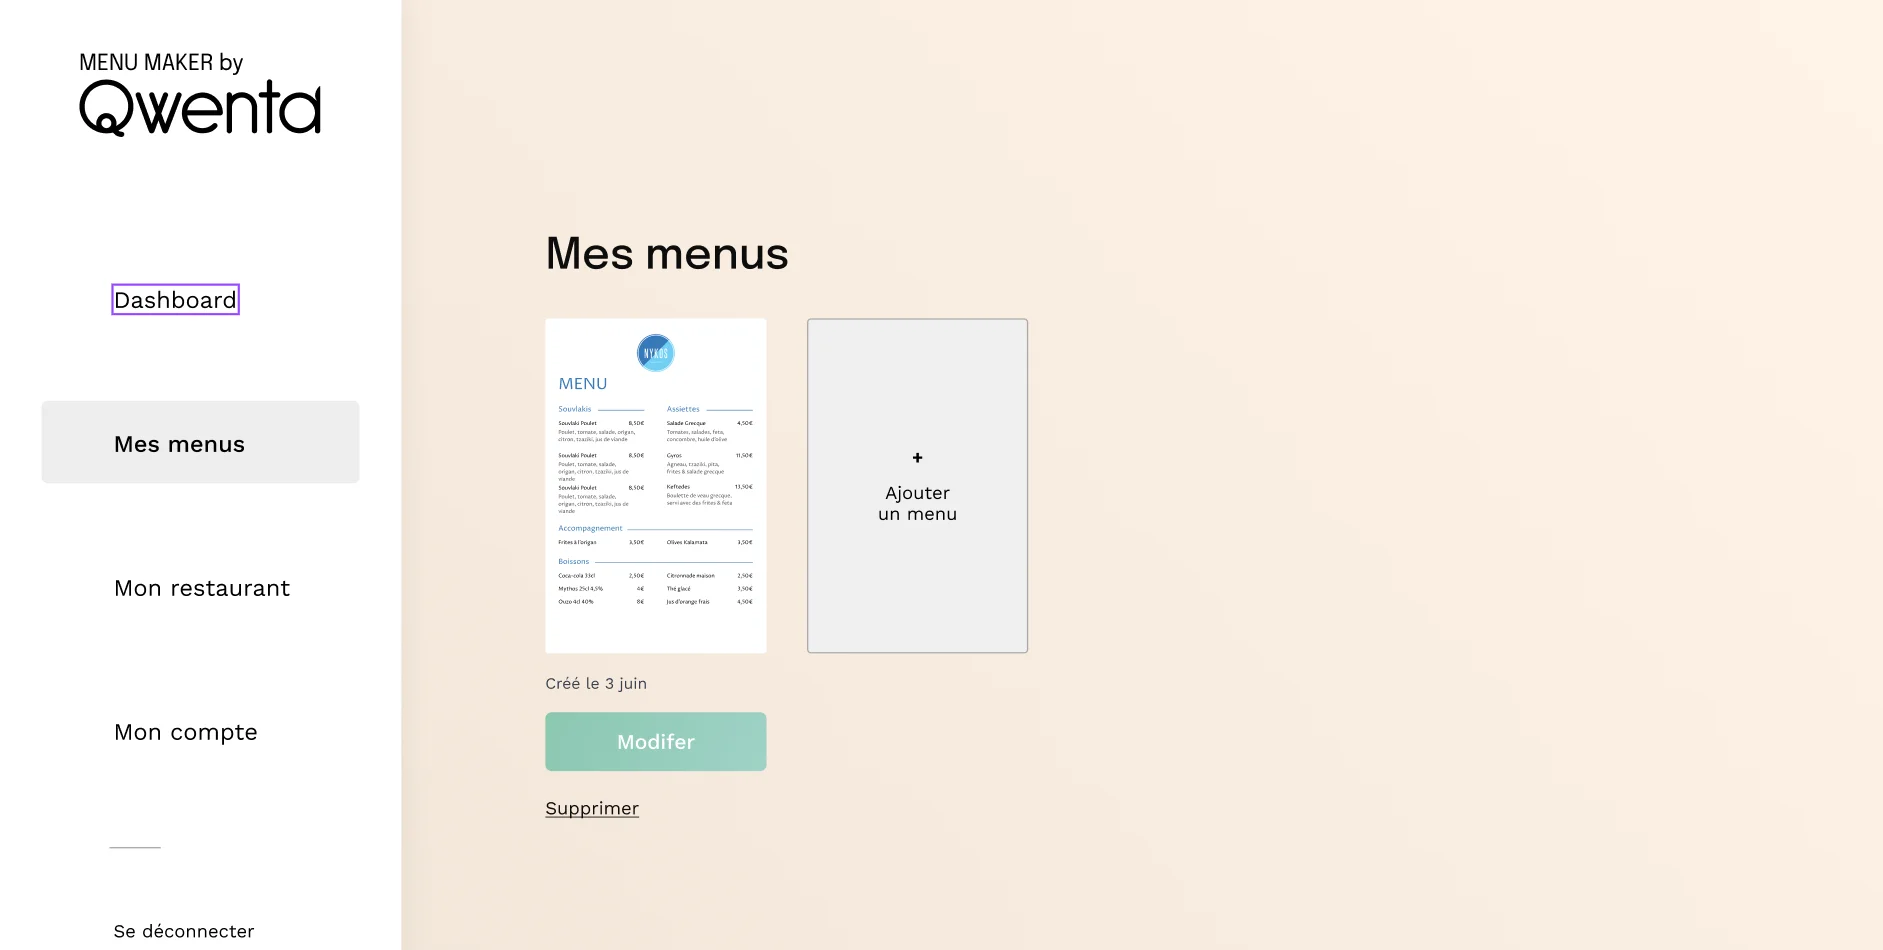 MENU MAKER by
Qwenta
Dashboard
Mes menus
Mon restaurant
Mon compte
Se déconnecter
Mes menus
NYKOS
MENU
Souvlakis
Souvlaki Poulet 8,50€
Poulet, tomate, salade, origan,
citron, tzaziki, jus de viande
Souvlaki Poulet 8,50€
Poulet, tomate, salade,
origan, citron, tzaziki, jus de
viande
Souvlaki Poulet 8,50€
Poulet, tomate, salade,
origan, citron, tzaziki, jus de
viande
Assiettes
Salade Grecque 4,50€
Tomates, salades, feta,
concombre, huile d'olive
Gyros 11,50€
Agneau, tzaziki, pita,
frites & salade grecque
Keftedes 13,50€
Boulette de veau grecque,
servi avec des frites & feta
Accompagnement
Frites à l'origan 3,50€
Olives Kalamata 3,50€
Boissons
Coca-cola 33cl 2,50€
Citronnade maison 2,50€
Mythos 25cl 4,5% 4€
Thé glacé 3,50€
Ouzo 4cl 40% 8€
Jus d'orange frais 4,50€
+
Ajouter
un menu
Créé le 3 juin
Modifer
Supprimer